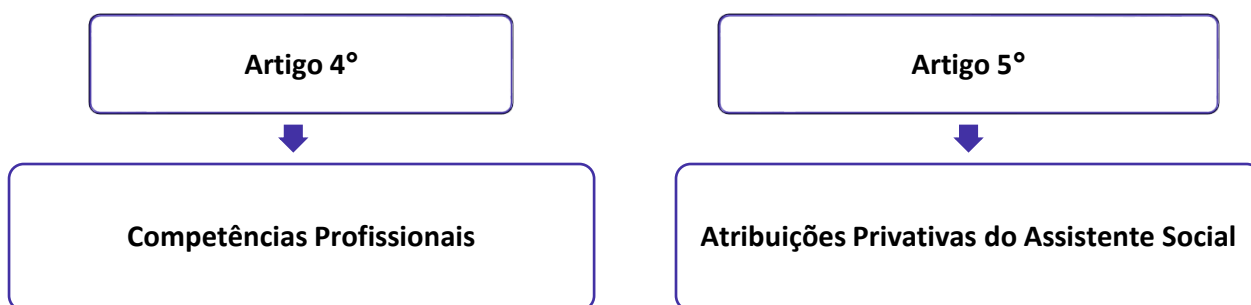 Artigo 4°
Artigo 5°
Competências Profissionais
Atribuições Privativas do Assistente Social